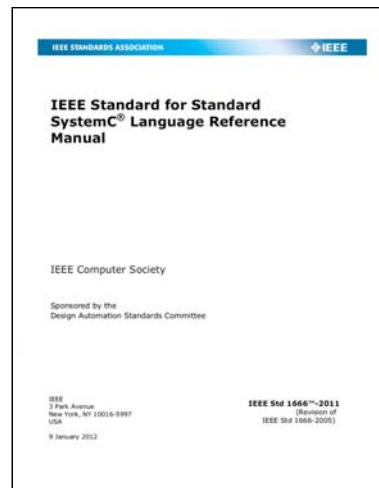 IEEE STANDARDS ASSOCIATION
IEEE
IEEE Standard for Standard
SystemC® Language Reference
Manual
IEEE Computer Society
Sponsored by the
Design Automation Standards Committee
IEEE
3 Park Avenue
New York, NY 10016-5997
USA
9 January 2012
IEEE Std 1666™-2011
(Revision of
IEEE Std 1666-2005)